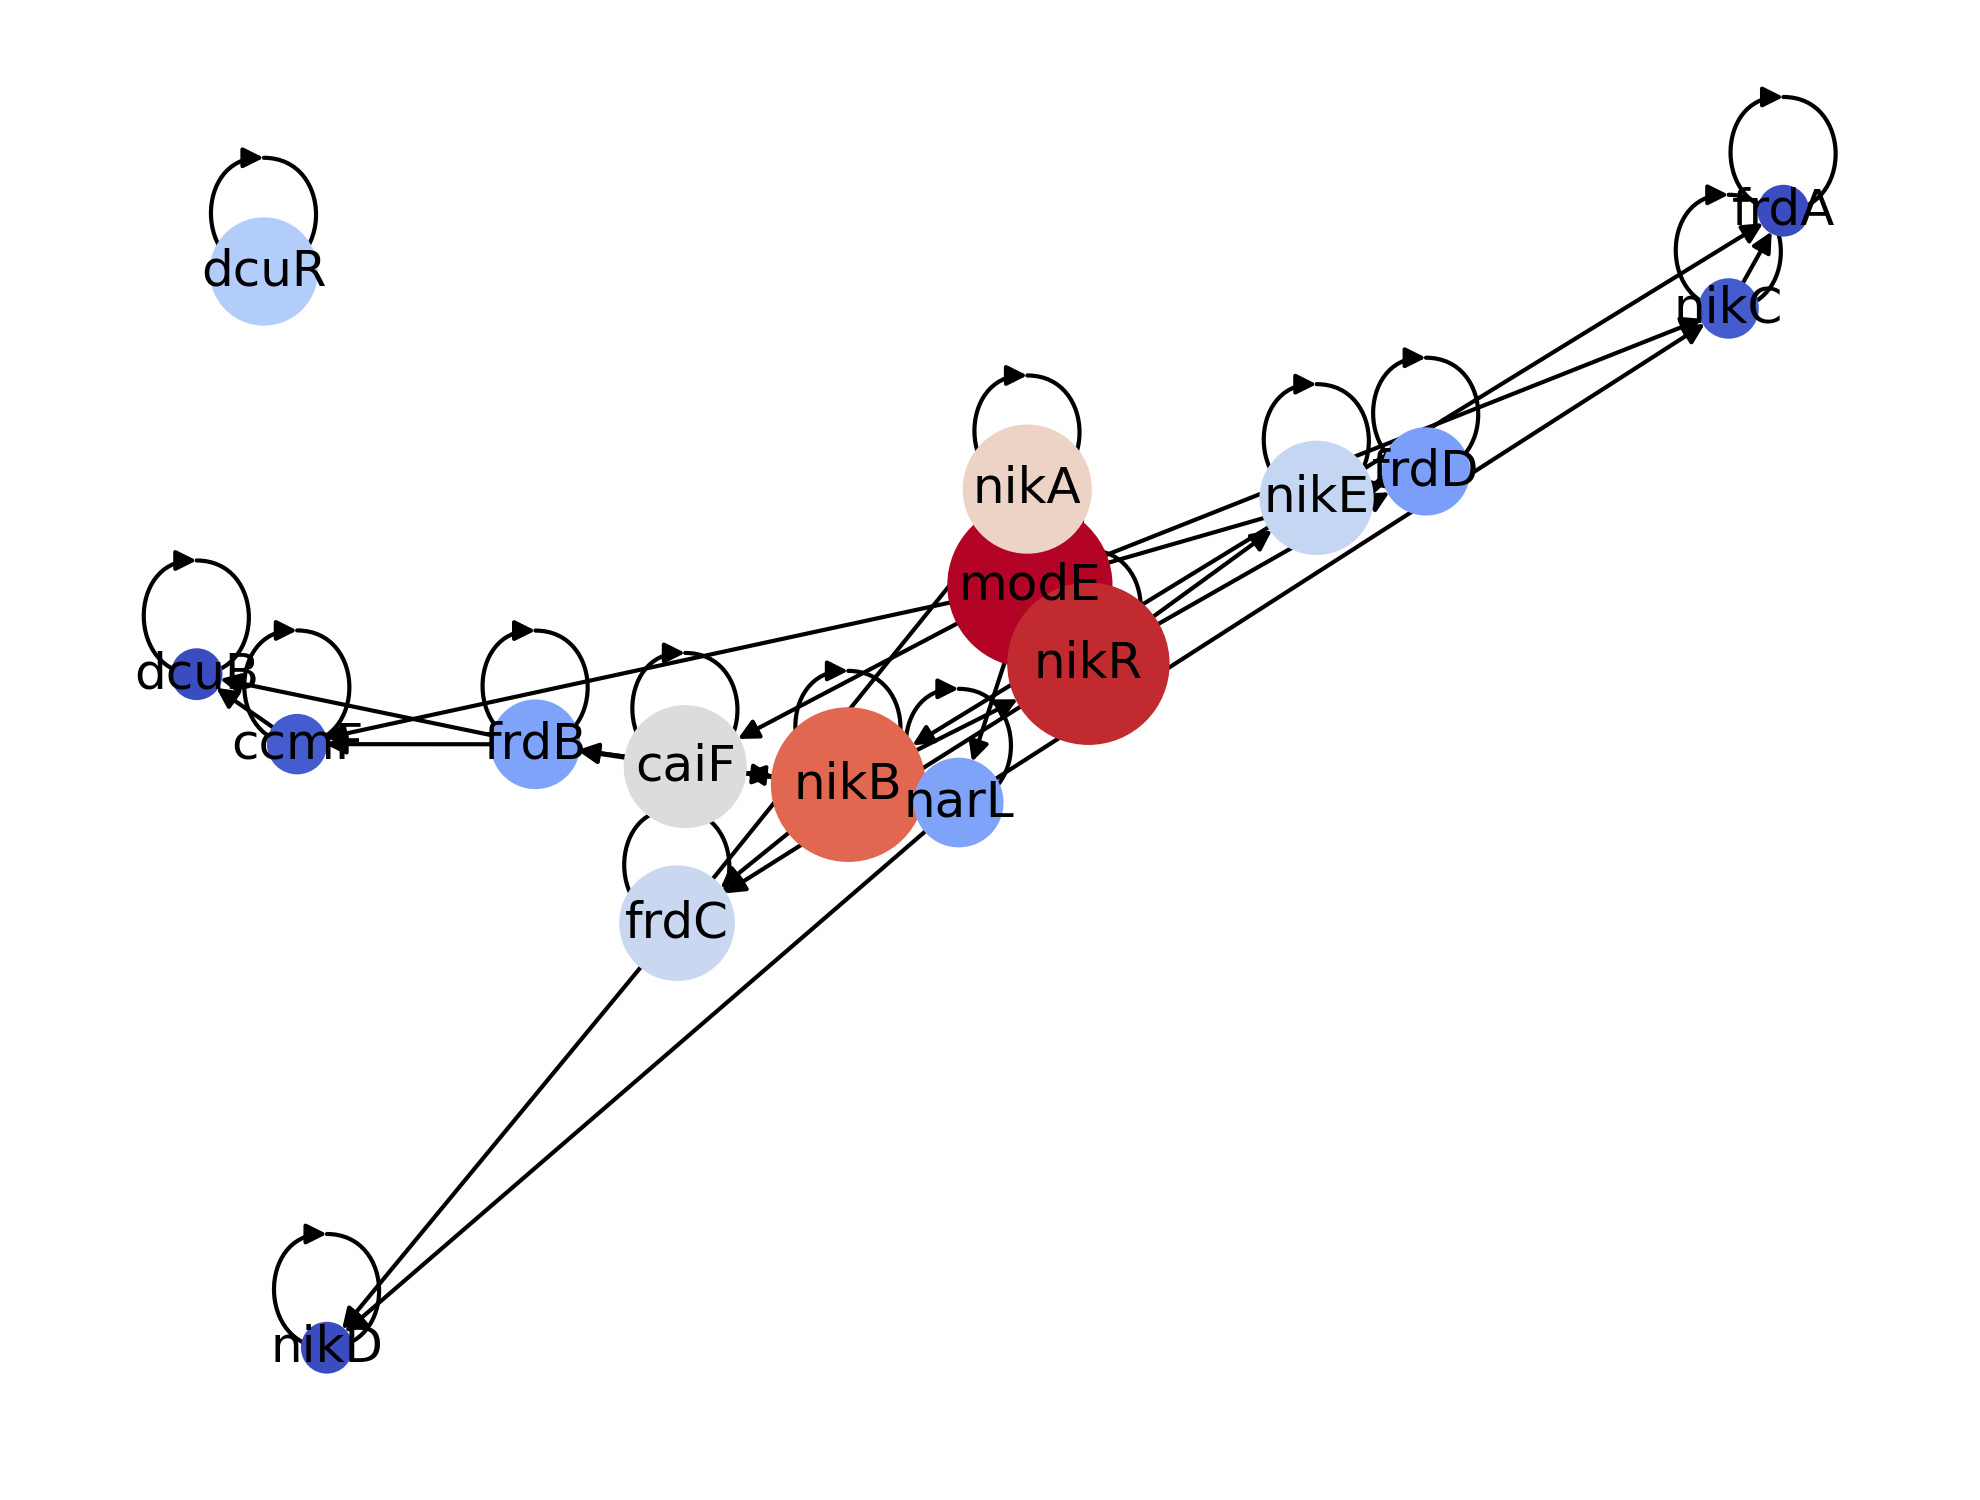 frdA
dcuR
nikC
frdD
nikA
nikE
modE
nikR
dcuB
ccmF
frdB
caiF
nikB
narL
frdC
nikD